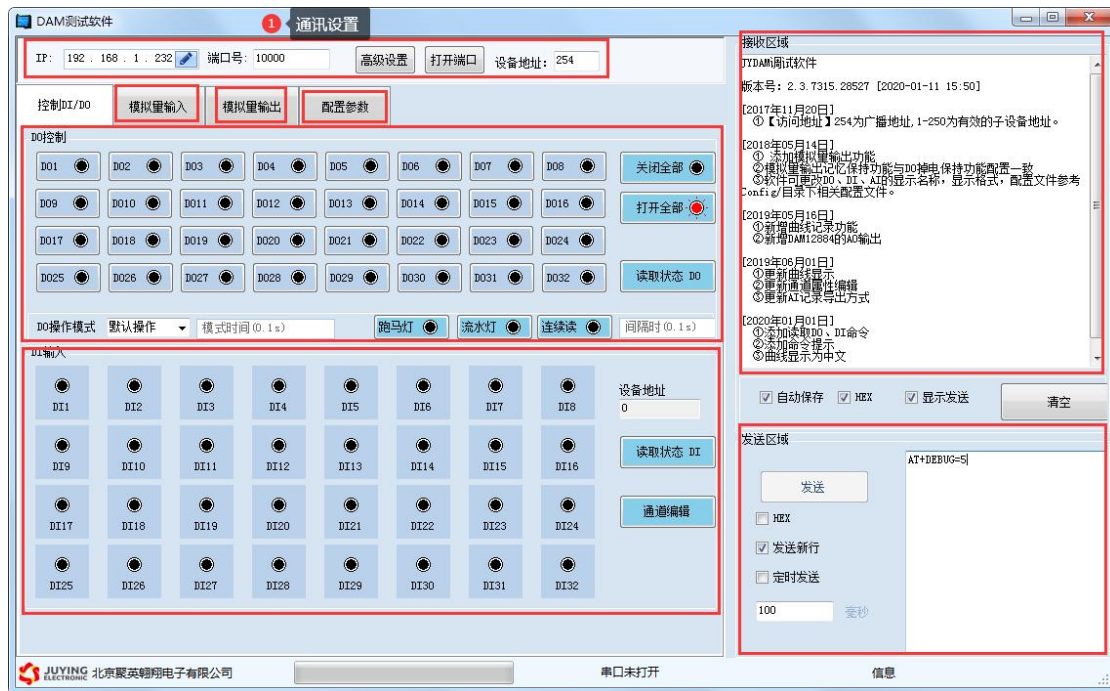 DAM测试软件
1 通讯设置
IP: 192 . 168 . 1 . 232 端口号: 10000 高级设置 打开端口 设备地址: 254
控制DI/DO 模拟量输入 模拟量输出 配置参数
DO控制
DO1 DO2 DO3 DO4 DO5 DO6 DO7 DO8 关闭全部
DO9 DO10 DO11 DO12 DO13 DO14 DO15 DO16 打开全部
DO17 DO18 DO19 DO20 DO21 DO22 DO23 DO24
DO25 DO26 DO27 DO28 DO29 DO30 DO31 DO32 读取状态 DO
DO操作模式 默认操作 模式时间(0.1s) 跑马灯 流水灯 连续读 间隔时(0.1s)
DI输入
DI1 DI2 DI3 DI4 DI5 DI6 DI7 DI8
设备地址
0
DI9 DI10 DI11 DI12 DI13 DI14 DI15 DI16
读取状态 DI
DI17 DI18 DI19 DI20 DI21 DI22 DI23 DI24
通道编辑
DI25 DI26 DI27 DI28 DI29 DI30 DI31 DI32
接收区域
JYDAM调试软件
版本号: 2.3.7315.28527 [2020-01-11 15:50]
[2017年11月20日]
①【访问地址】254为广播地址,1-250为有效的子设备地址。
[2018年05月14日]
① 添加模拟量输出功能
②模拟量输出记忆保持功能与DO掉电保持功能配置一致
③软件可更改DO、DI、AI的显示名称，显示格式，配置文件参考
Config/目录下相关配置文件。
[2019年05月16日]
①新增曲线记录功能
②新增DAM12884的AO输出
[2019年06月01日]
①更新曲线显示
②更新通道属性编辑
③更新AI记录导出方式
[2020年01月01日]
①添加读取DO、DI命令
②添加命令提示
③曲线显示为中文
自动保存 HEX 显示发送 清空
发送区域
AT+DEBUG=5
发送
HEX
发送新行
定时发送
100 毫秒
JUYING ELECTRONIC 北京聚英翱翔电子有限公司 串口未打开 信息